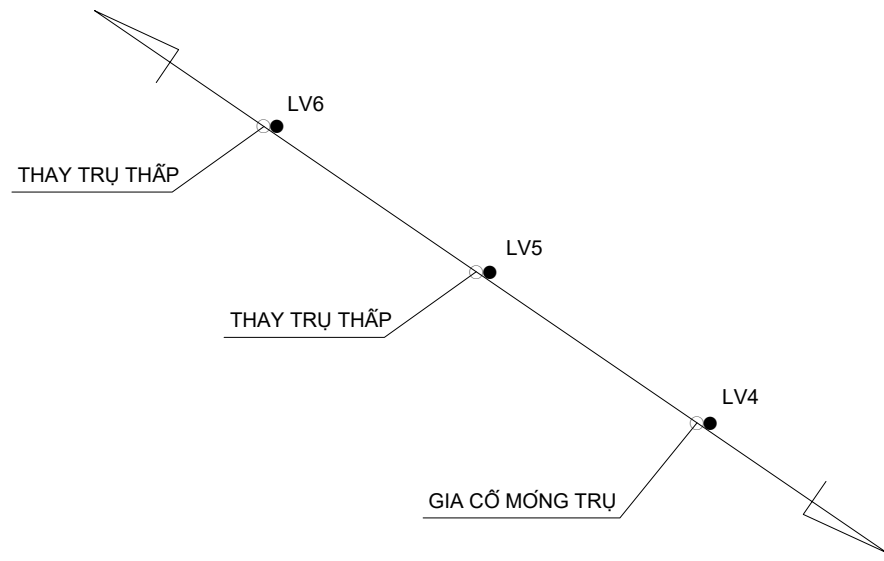 LV6
THAY TRỤ THẤP
LV5
THAY TRỤ THẤP
LV4
GIA CỐ MÓNG TRỤ